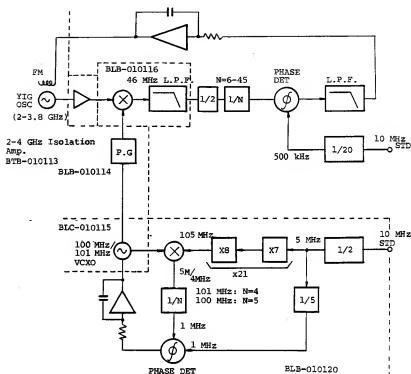 FM
YIG
OSC
(2-3.8 GHz)
BLB-010116
46 MHz L.P.F.
N=6-45
1/2
1/N
PHASE
DET
L.P.F.
10 MHz
STD
500 kHz
1/20
2-4 GHz Isolation
Amp.
BTB-010113
P.G
BLB-010114
BLC-010115
100 MHz/
101 MHz
VCXO
105 MHz
X8
X7
5 MHz
1/2
10 MHz
STD
x21
5M/
4MHz
1/N
101 MHz: N=4
100 MHz: N=5
1/5
1 MHz
1 MHz
PHASE DET
BLB-010120